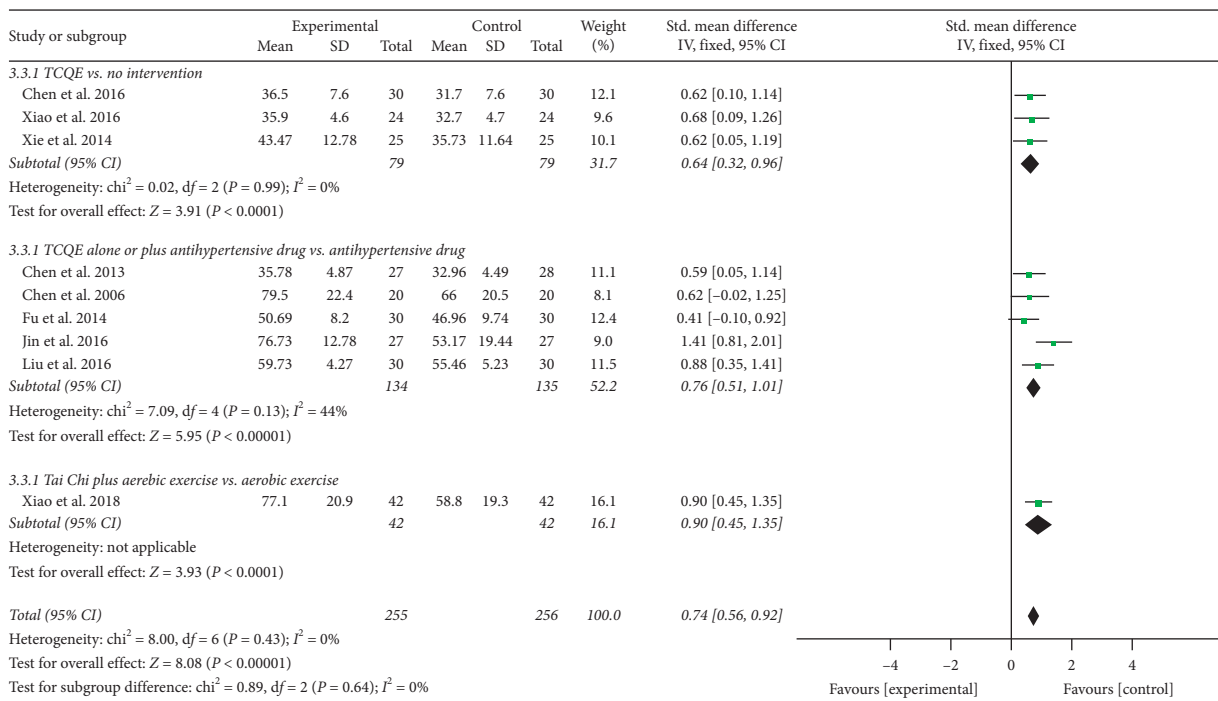 Study or subgroup Experimental Control Weight (%) Std. mean difference IV, fixed, 95% CI Std. mean difference IV, fixed, 95% CI
Mean SD Total Mean SD Total
3.3.1 TCQE vs. no intervention
Chen et al. 2016 36.5 7.6 30 31.7 7.6 30 12.1 0.62 [0.10, 1.14]
Xiao et al. 2016 35.9 4.6 24 32.7 4.7 24 9.6 0.68 [0.09, 1.26]
Xie et al. 2014 43.47 12.78 25 35.73 11.64 25 10.1 0.62 [0.05, 1.19]
Subtotal (95% CI) 79 79 31.7 0.64 [0.32, 0.96]
Heterogeneity: chi² = 0.02, df = 2 (P = 0.99); I² = 0%
Test for overall effect: Z = 3.91 (P < 0.0001)
3.3.1 TCQE alone or plus antihypertensive drug vs. antihypertensive drug
Chen et al. 2013 35.78 4.87 27 32.96 4.49 28 11.1 0.59 [0.05, 1.14]
Chen et al. 2006 79.5 22.4 20 66 20.5 20 8.1 0.62 [–0.02, 1.25]
Fu et al. 2014 50.69 8.2 30 46.96 9.74 30 12.4 0.41 [–0.10, 0.92]
Jin et al. 2016 76.73 12.78 27 53.17 19.44 27 9.0 1.41 [0.81, 2.01]
Liu et al. 2016 59.73 4.27 30 55.46 5.23 30 11.5 0.88 [0.35, 1.41]
Subtotal (95% CI) 134 135 52.2 0.76 [0.51, 1.01]
Heterogeneity: chi² = 7.09, df = 4 (P = 0.13); I² = 44%
Test for overall effect: Z = 5.95 (P < 0.00001)
3.3.1 Tai Chi plus aerebic exercise vs. aerobic exercise
Xiao et al. 2018 77.1 20.9 42 58.8 19.3 42 16.1 0.90 [0.45, 1.35]
Subtotal (95% CI) 42 42 16.1 0.90 [0.45, 1.35]
Heterogeneity: not applicable
Test for overall effect: Z = 3.93 (P < 0.0001)
Total (95% CI) 255 256 100.0 0.74 [0.56, 0.92]
Heterogeneity: chi² = 8.00, df = 6 (P = 0.43); I² = 0%
Test for overall effect: Z = 8.08 (P < 0.00001)
Test for subgroup difference: chi² = 0.89, df = 2 (P = 0.64); I² = 0%
–4 –2 0 2 4
Favours [experimental] Favours [control]